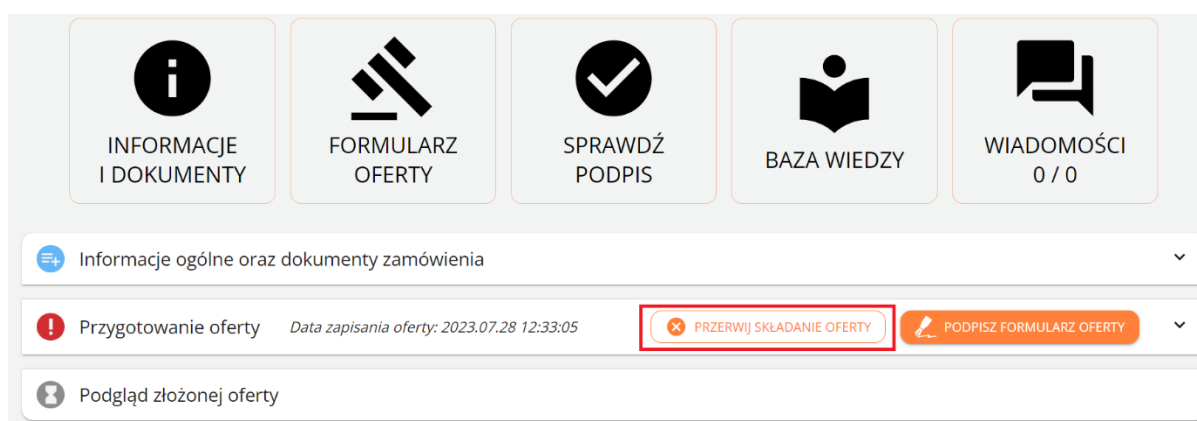 INFORMACJE
I DOKUMENTY
FORMULARZ
OFERTY
SPRAWDŹ
PODPIS
BAZA WIEDZY
WIADOMOŚCI
0 / 0
Informacje ogólne oraz dokumenty zamówienia
Przygotowanie oferty Data zapisania oferty: 2023.07.28 12:33:05 PRZERWIJ SKŁADANIE OFERTY PODPISZ FORMULARZ OFERTY
Podgląd złożonej oferty